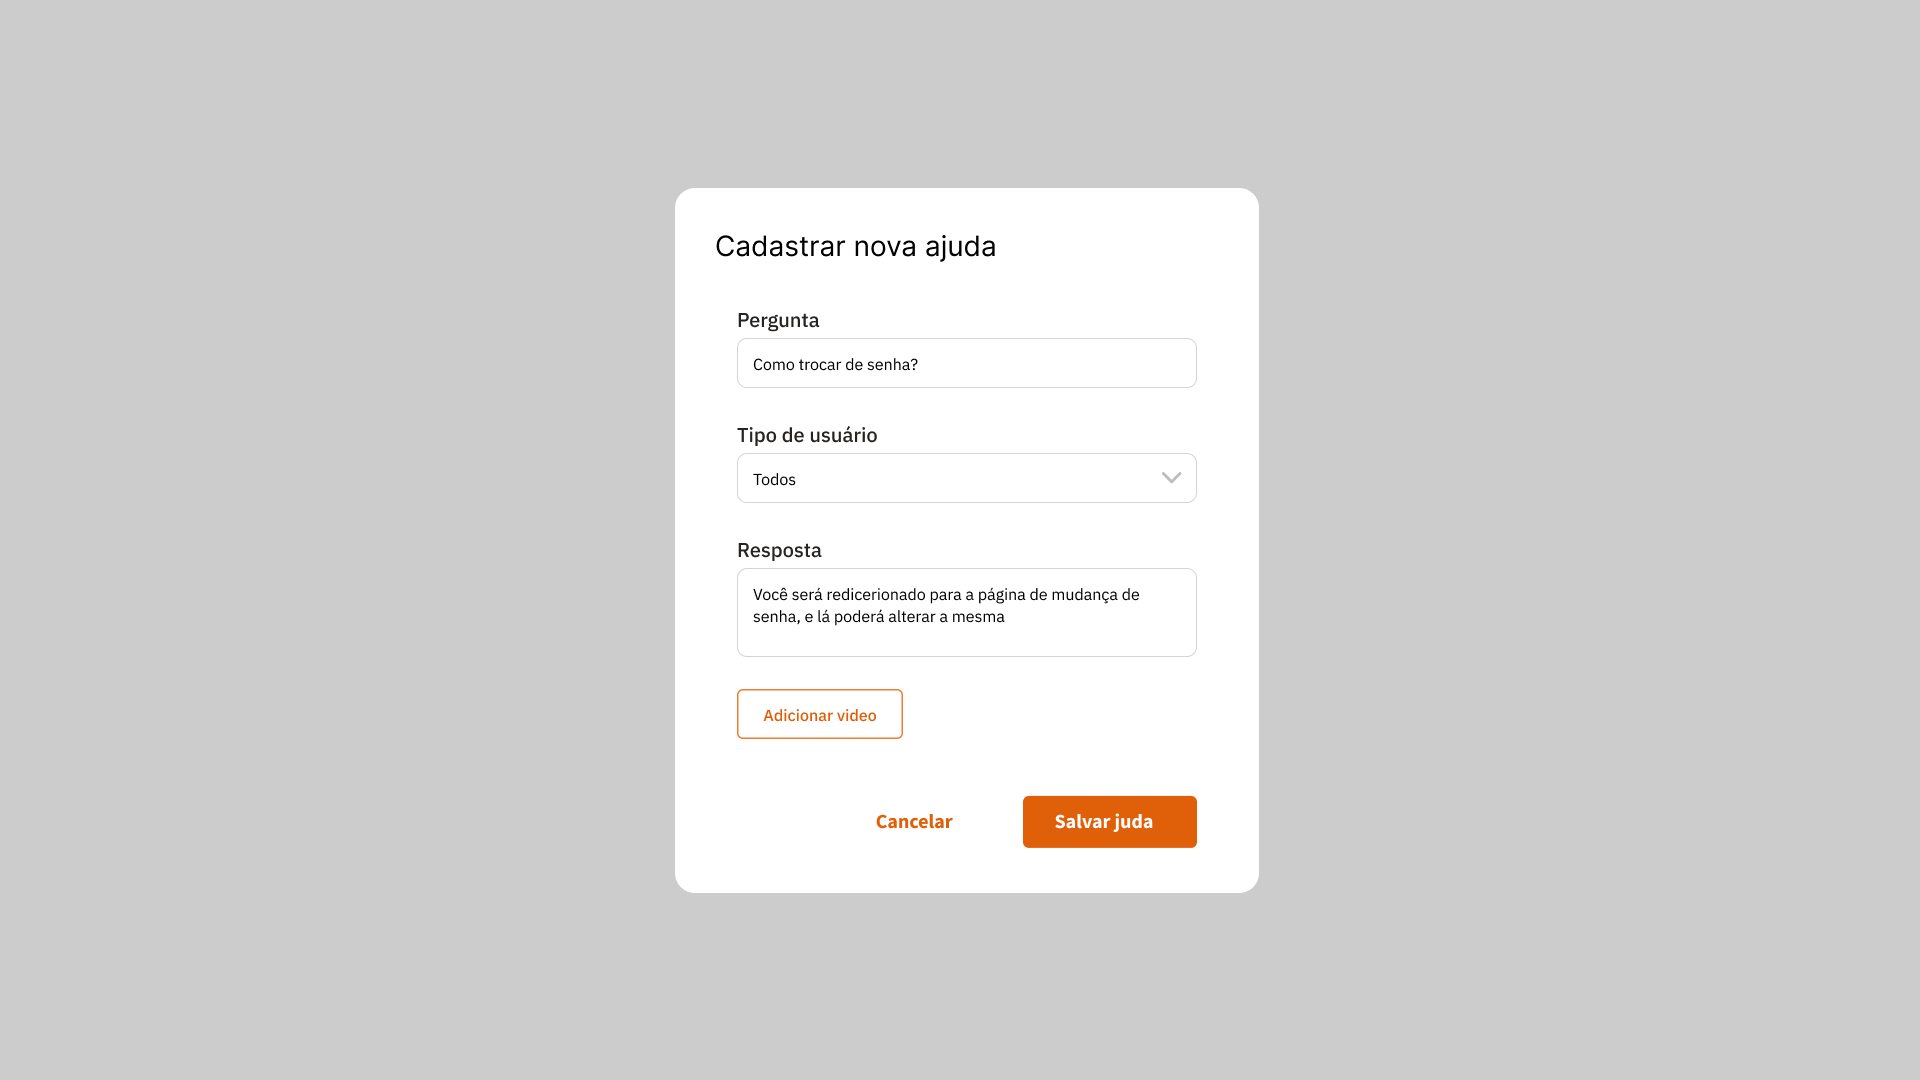 Cadastrar nova ajuda
Pergunta
Como trocar de senha?
Tipo de usuário
Todos
Resposta
Você será redicerionado para a página de mudança de
senha, e lá poderá alterar a mesma
Adicionar video
Cancelar
Salvar juda